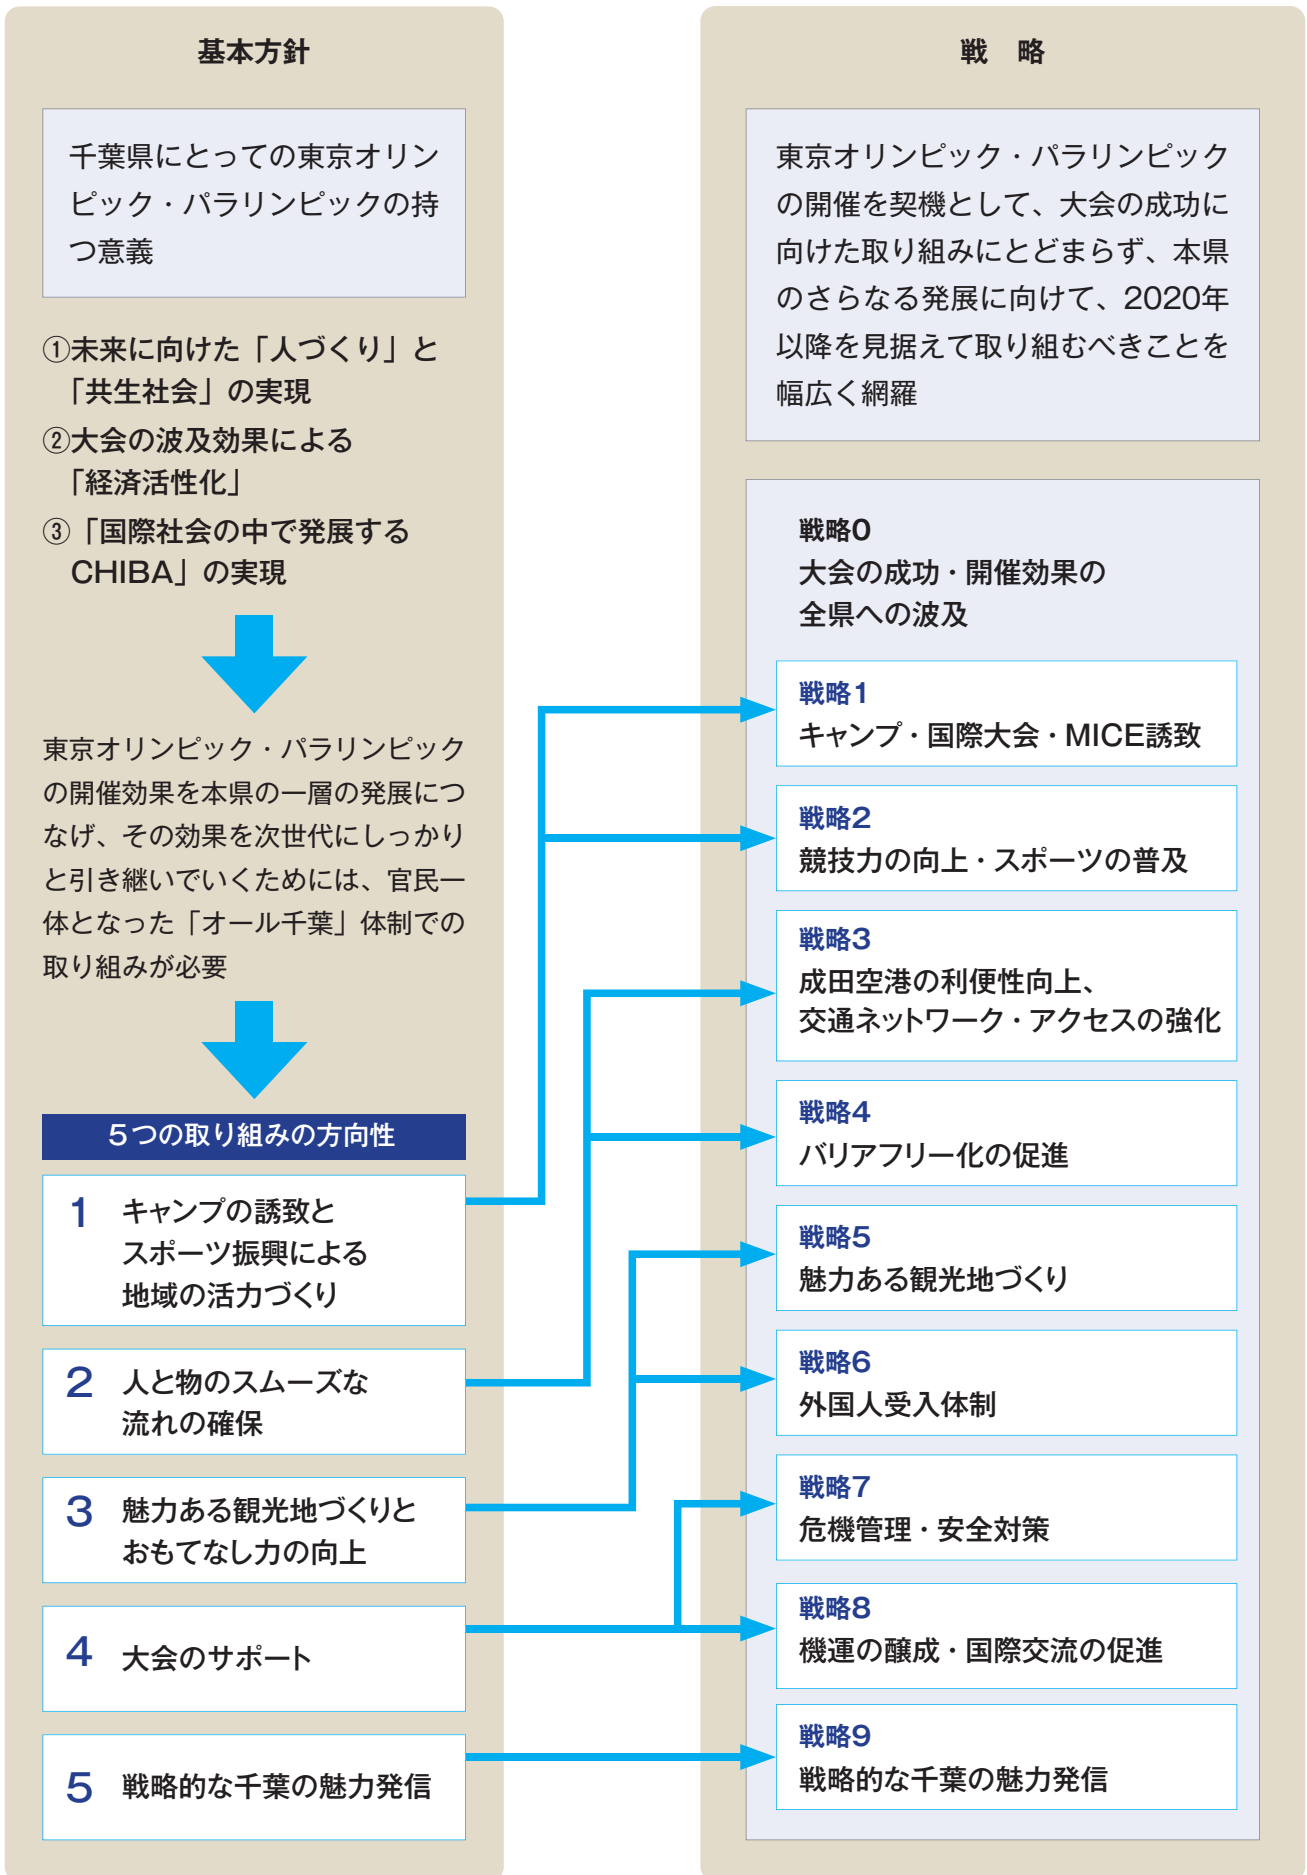 基本方針
千葉県にとっての東京オリン
ピック・パラリンピックの持
つ意義
①未来に向けた「人づくり」と
「共生社会」の実現
②大会の波及効果による
「経済活性化」
③「国際社会の中で発展する
CHIBA」の実現
東京オリンピック・パラリンピック
の開催効果を本県の一層の発展につ
なげ、その効果を次世代にしっかり
と引き継いでいくためには、官民一
体となった「オール千葉」体制での
取り組みが必要
5つの取り組みの方向性
1 キャンプの誘致と
スポーツ振興による
地域の活力づくり
2 人と物のスムーズな
流れの確保
3 魅力ある観光地づくりと
おもてなし力の向上
4 大会のサポート
5 戦略的な千葉の魅力発信
戦　略
東京オリンピック・パラリンピック
の開催を契機として、大会の成功に
向けた取り組みにとどまらず、本県
のさらなる発展に向けて、2020年
以降を見据えて取り組むべきことを
幅広く網羅
戦略0
大会の成功・開催効果の
全県への波及
戦略1
キャンプ・国際大会・MICE誘致
戦略2
競技力の向上・スポーツの普及
戦略3
成田空港の利便性向上、
交通ネットワーク・アクセスの強化
戦略4
バリアフリー化の促進
戦略5
魅力ある観光地づくり
戦略6
外国人受入体制
戦略7
危機管理・安全対策
戦略8
機運の醸成・国際交流の促進
戦略9
戦略的な千葉の魅力発信